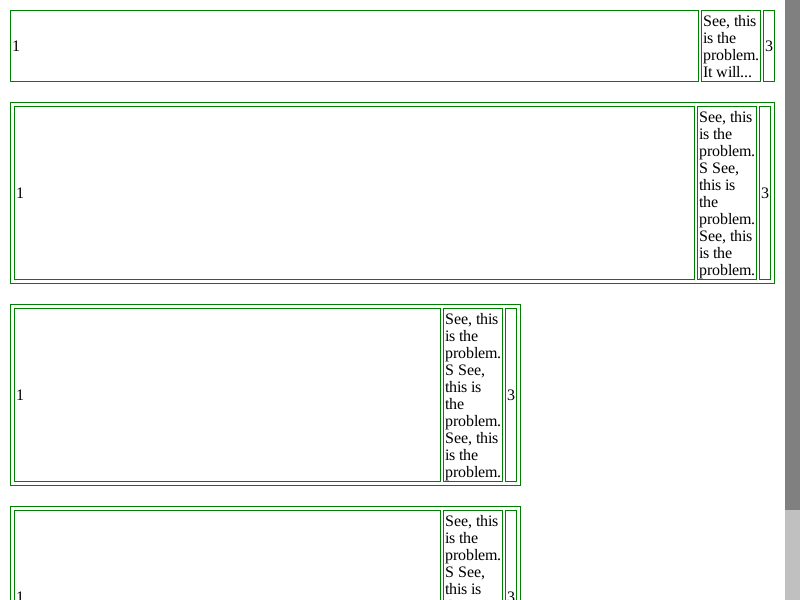 See, this
is the
1 problem. 3
It will...
See, this
is the
problem.
S See,
this is
1 the 3
problem.
See, this
is the
problem.
See, this
is the
problem.
S See,
1 this is 3
the
problem.
See, this
is the
problem.
See, this
is the
problem.
S See,
1 this is 3